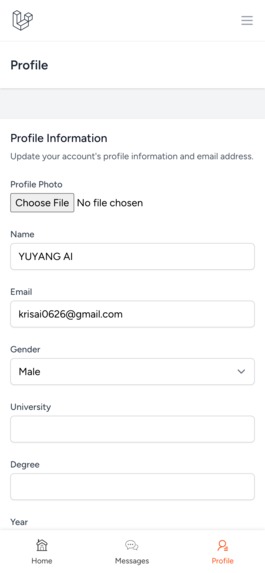 Profile
Profile Information
Update your account's profile information and email address.
Profile Photo
Choose File No file chosen
Name
YUYANG AI
Email
krisai0626@gmail.com
Gender
Male
University
Degree
Year
Home Messages Profile